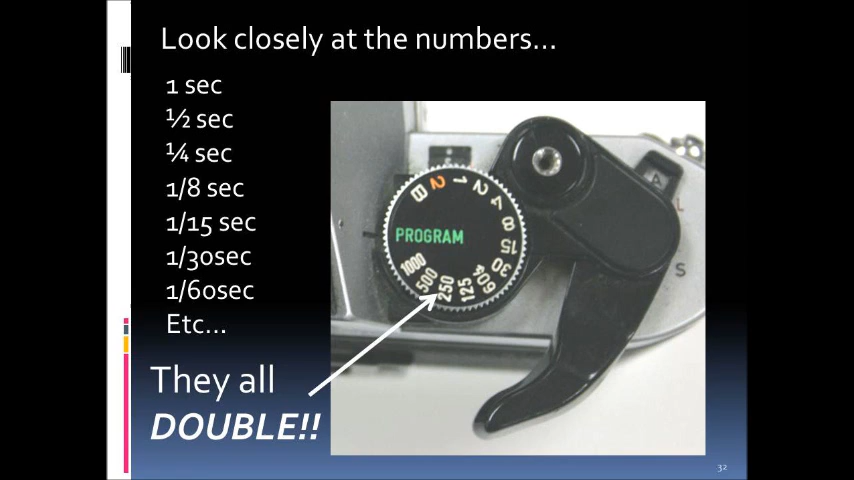 Look closely at the numbers...
1 sec
½ sec
¼ sec
1/8 sec
1/15 sec
1/30sec
1/60sec
Etc...
They all
DOUBLE!!
B 2 1 2 4 8 15 30 60 125 250 500 1000
PROGRAM
A
L
S
32